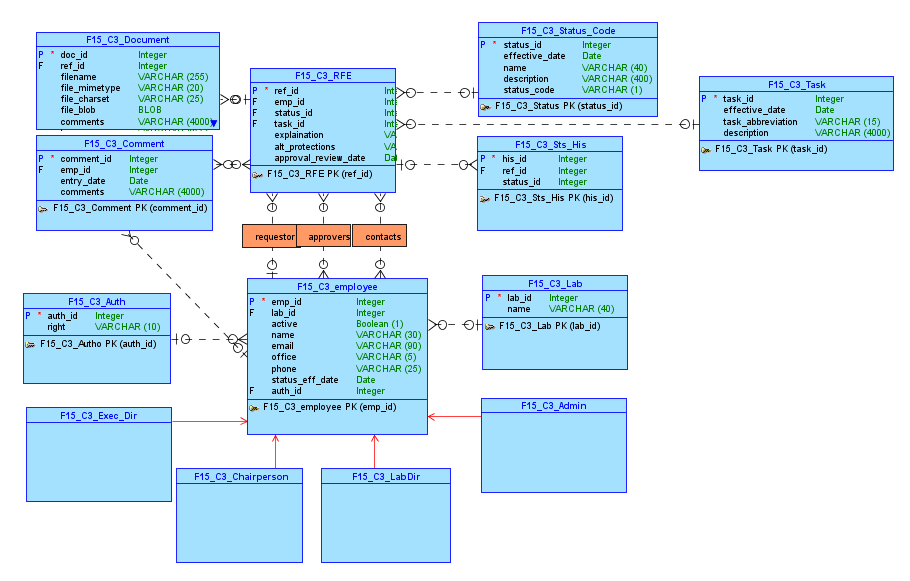 F15_C3_Document
P * doc_id Integer
F ref_id Integer
filename VARCHAR (255)
file_mimetype VARCHAR (20)
file_charset VARCHAR (25)
file_blob BLOB
comments VARCHAR (4000)
F15_C3_RFE
P * ref_id Inte
F emp_id Inte
F status_id Inte
F task_id Inte
explaination VA
alt_protections VA
approval_review_date Dat
F15_C3_RFE PK (ref_id)
F15_C3_Status_Code
P * status_id Integer
effective_date Date
name VARCHAR (40)
description VARCHAR (400)
status_code VARCHAR (1)
F15_C3_Status PK (status_id)
F15_C3_Task
P * task_id Integer
effective_date Date
task_abbreviation VARCHAR (15)
description VARCHAR (4000)
F15_C3_Task PK (task_id)
F15_C3_Comment
P * comment_id Integer
F emp_id Integer
entry_date Date
comments VARCHAR (4000)
F15_C3_Comment PK (comment_id)
F15_C3_Sts_His
P * his_id Integer
F ref_id Integer
status_id Integer
F15_C3_Sts_His PK (his_id)
requestor approvers contacts
F15_C3_employee
P * emp_id Integer
F lab_id Integer
active Boolean (1)
name VARCHAR (30)
email VARCHAR (90)
office VARCHAR (5)
phone VARCHAR (25)
status_eff_date Date
F auth_id Integer
F15_C3_employee PK (emp_id)
F15_C3_Lab
P * lab_id Integer
name VARCHAR (40)
F15_C3_Lab PK (lab_id)
F15_C3_Auth
P * auth_id Integer
right VARCHAR (10)
F15_C3_Autho PK (auth_id)
F15_C3_Exec_Dir
F15_C3_Admin
F15_C3_Chairperson
F15_C3_LabDir